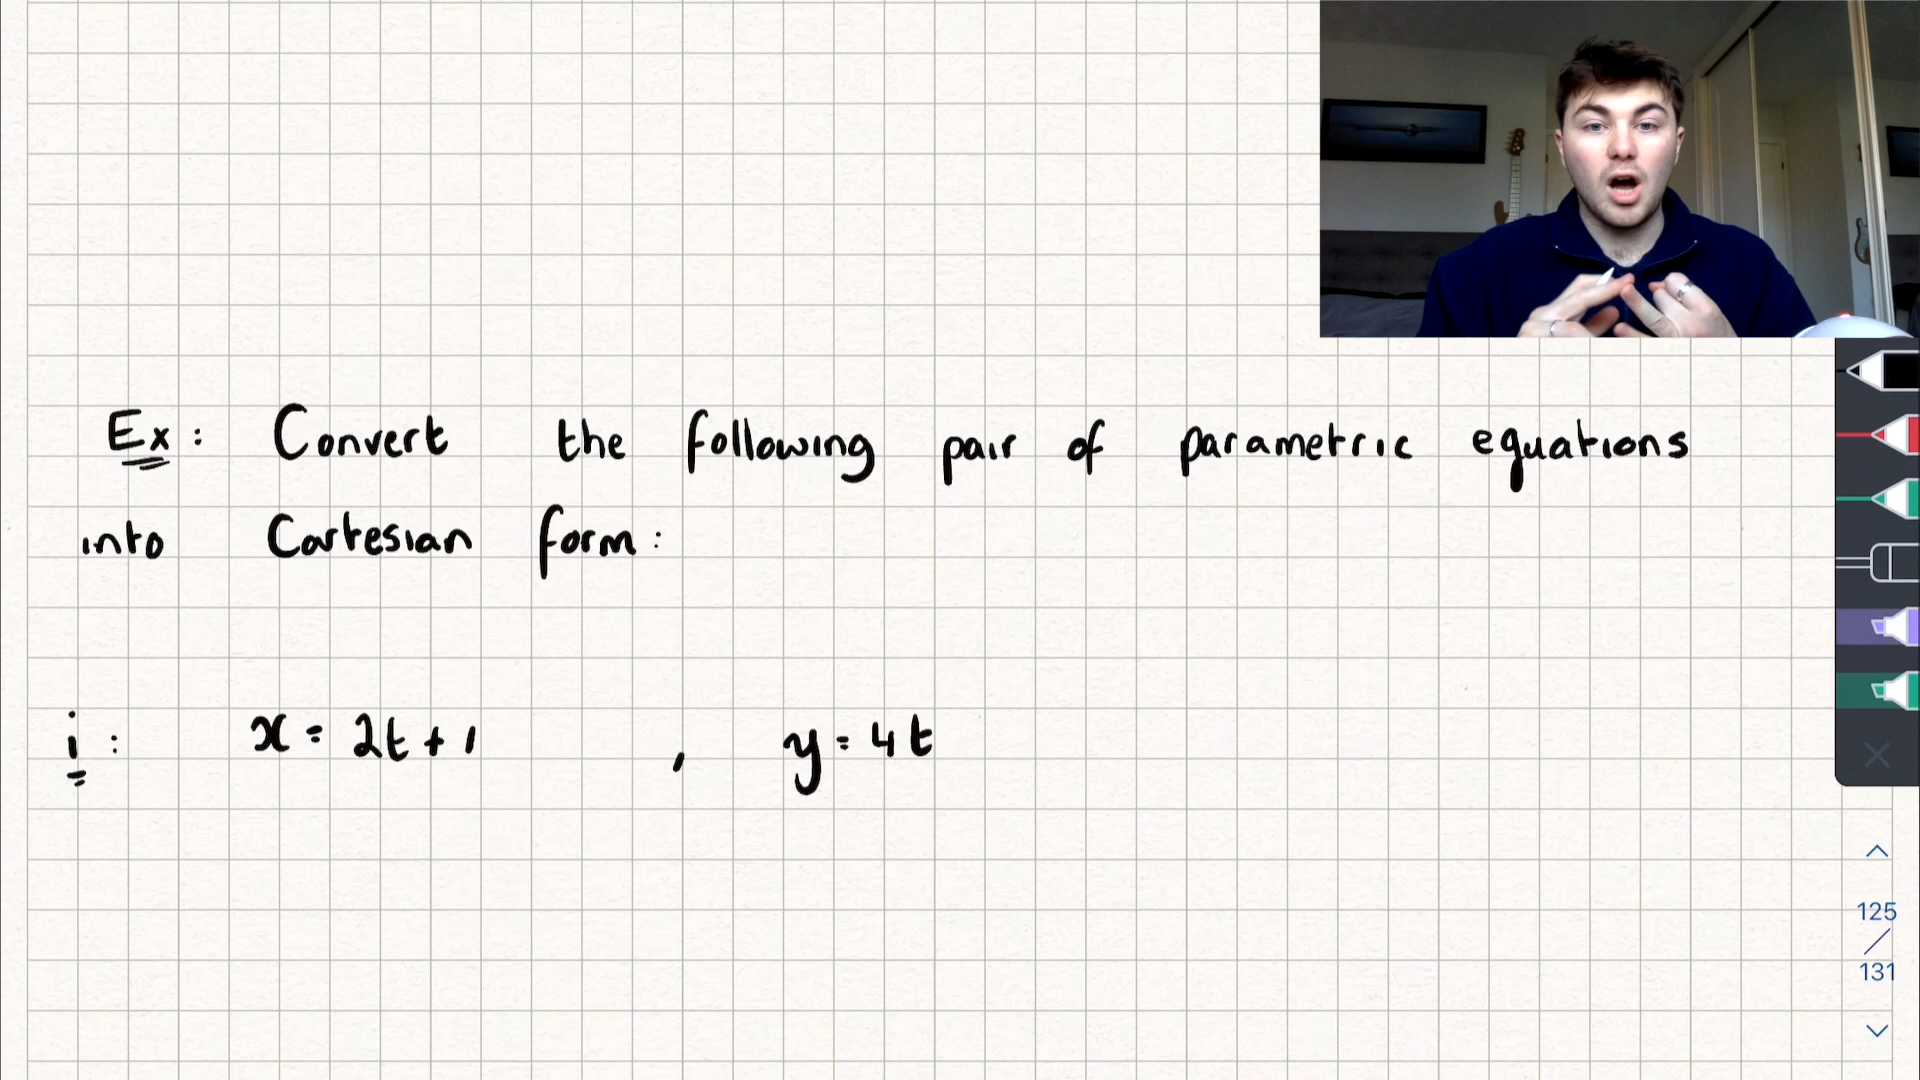 Ex: Convert the following pair of parametric equations
into Cartesian form:
i: x = 2t + 1 , y = 4t
125
/
131